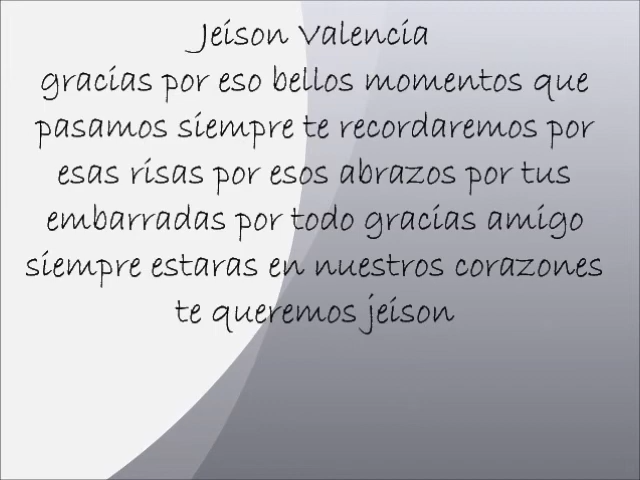 Jeison Valencia
gracias por eso bellos momentos que
pasamos siempre te recordaremos por
esas risas por esos abrazos por tus
embarradas por todo gracias amigo
siempre estaras en nuestros corazones
te queremos jeison